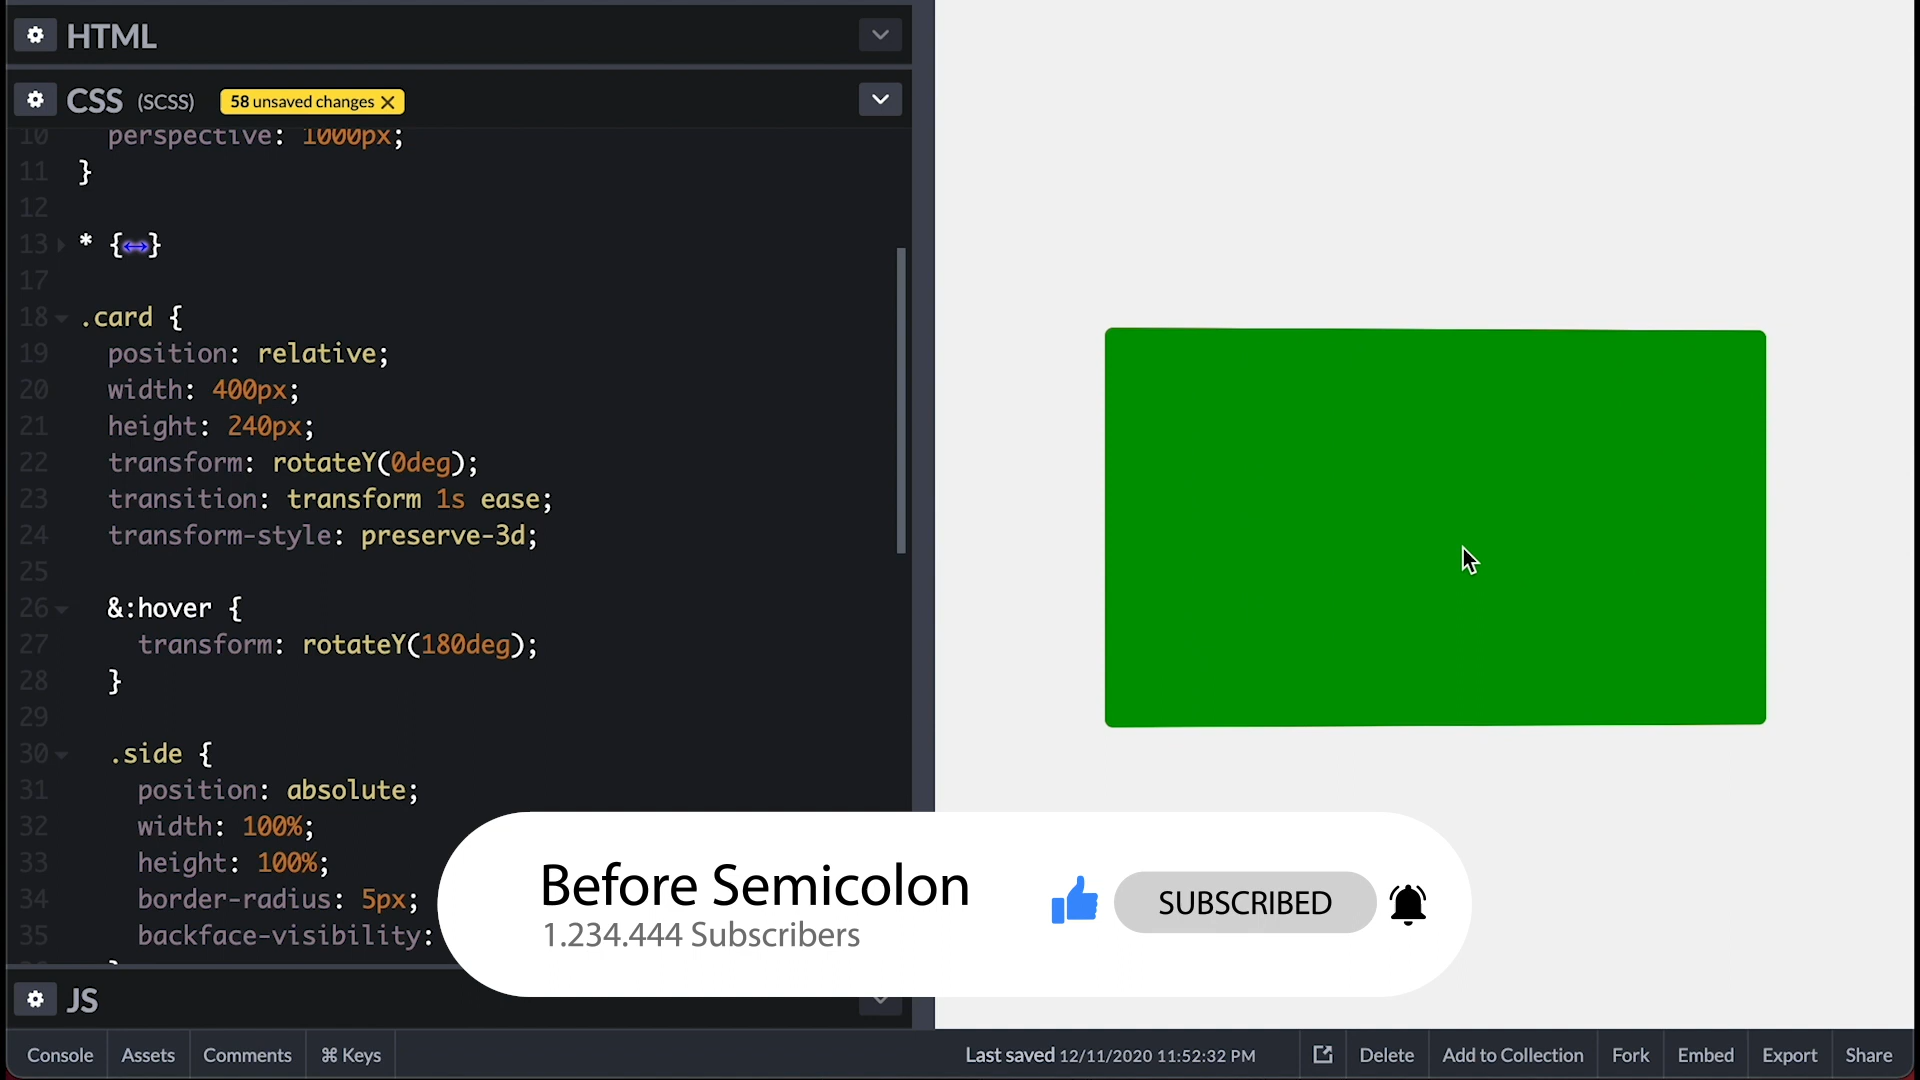 HTML
CSS (SCSS) 58 unsaved changes
10 perspective: 1000px;
11 }
12
13 * {↔}
17
18 .card {
19 position: relative;
20 width: 400px;
21 height: 240px;
22 transform: rotateY(0deg);
23 transition: transform 1s ease;
24 transform-style: preserve-3d;
25
26 &:hover {
27 transform: rotateY(180deg);
28 }
29
30 .side {
31 position: absolute;
32 width: 100%;
33 height: 100%;
34 border-radius: 5px;
35 backface-visibility:
Before Semicolon
1.234.444 Subscribers
SUBSCRIBED
JS
Console Assets Comments ⌘ Keys Last saved 12/11/2020 11:52:32 PM Delete Add to Collection Fork Embed Export Share